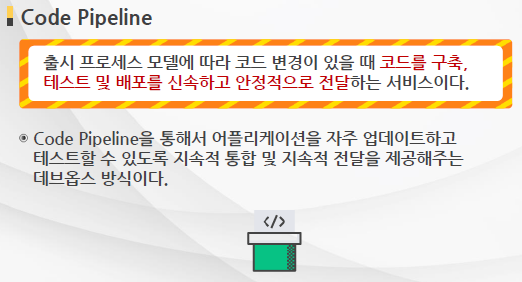 Code Pipeline
출시 프로세스 모델에 따라 코드 변경이 있을 때 코드를 구축,
테스트 및 배포를 신속하고 안정적으로 전달하는 서비스이다.
Code Pipeline을 통해서 어플리케이션을 자주 업데이트하고
테스트할 수 있도록 지속적 통합 및 지속적 전달을 제공해주는
데브옵스 방식이다.
</>